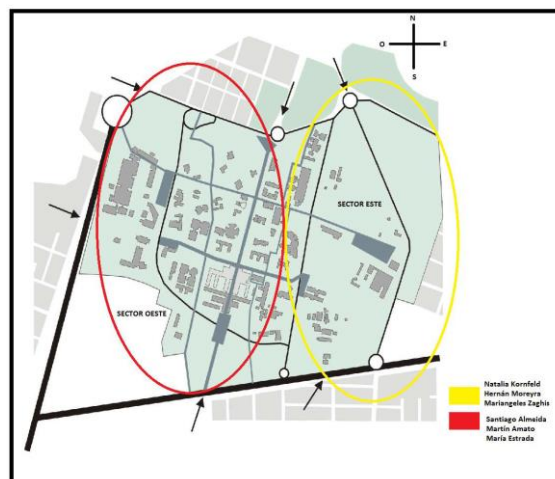 N
O E
S
SECTOR ESTE
SECTOR OESTE
Natalia Kornfeld
Hernán Moreyra
Mariangeles Zaghis
Santiago Almeida
Martín Amato
María Estrada